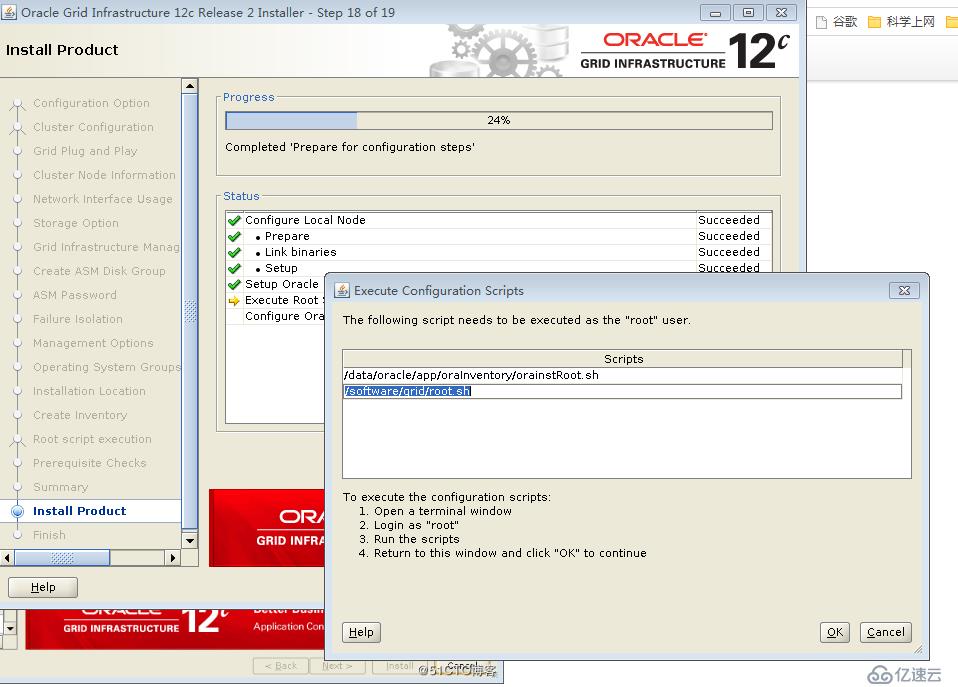 Oracle Grid Infrastructure 12c Release 2 Installer - Step 18 of 19
谷歌
科学上网
Install Product
ORACLE
GRID INFRASTRUCTURE
12c
Configuration Option
Cluster Configuration
Grid Plug and Play
Cluster Node Information
Network Interface Usage
Storage Option
Grid Infrastructure Manag
Create ASM Disk Group
ASM Password
Failure Isolation
Management Options
Operating System Groups
Installation Location
Create Inventory
Root script execution
Prerequisite Checks
Summary
Install Product
Finish
Help
Progress
24%
Completed 'Prepare for configuration steps'
Status
Configure Local Node Succeeded
• Prepare Succeeded
• Link binaries Succeeded
• Setup Succeeded
Setup Oracle
Execute Root S
Configure Ora
ORA
GRID INFR
Execute Configuration Scripts
The following script needs to be executed as the "root" user.
Scripts
/data/oracle/app/oraInventory/orainstRoot.sh
/software/grid/root.sh
To execute the configuration scripts:
1. Open a terminal window
2. Login as "root"
3. Run the scripts
4. Return to this window and click "OK" to continue
Help
OK
Cancel
ORACLE
GRID INFRASTRUCTURE
12c
Better Busin
Application Con
< Back
Next >
Install
Cancel
@51CTO博客
亿速云